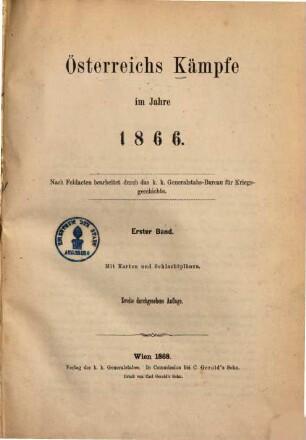 Österreichs Kämpfe
im Jahre
1866.
Nach Feldacten bearbeitet durch das k. k. Generalstabs-Bureau für Kriegs-
geschichte.
Erster Band.
Mit Karten und Schlachtplänen.
Zweite durchgesehene Auflage.
Wien 1868.
Verlag des k. k. Generalstabes. In Commission bei C. Gerold's Sohn.
Druck von Carl Gerold's Sohn.